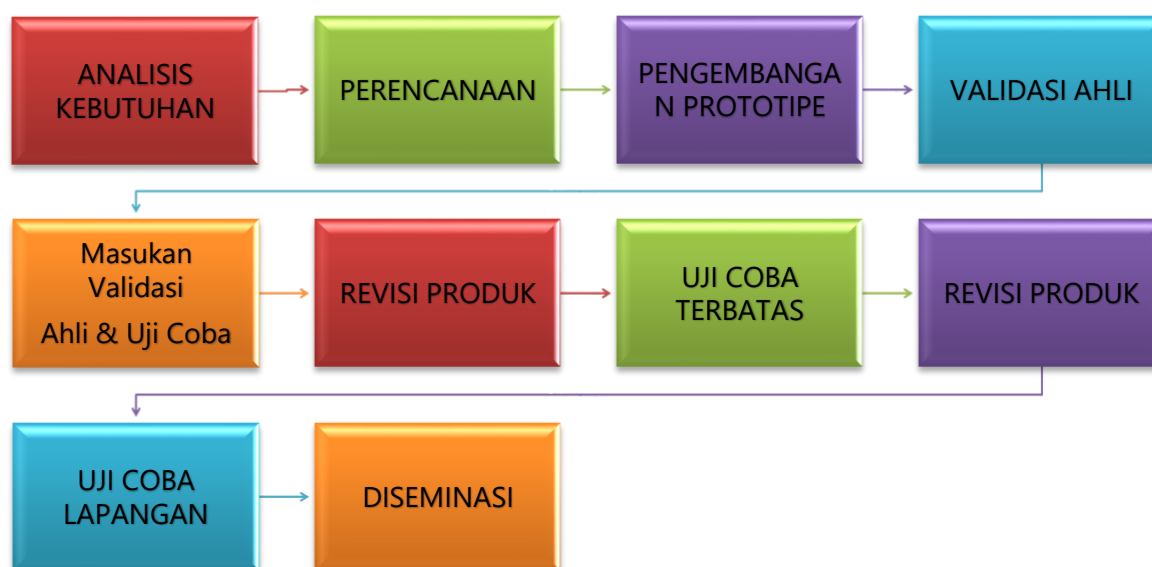 ANALISIS
KEBUTUHAN
PERENCANAAN
PENGEMBANGA
N PROTOTIPE
VALIDASI AHLI
Masukan
Validasi
Ahli & Uji Coba
REVISI PRODUK
UJI COBA
TERBATAS
REVISI PRODUK
UJI COBA
LAPANGAN
DISEMINASI